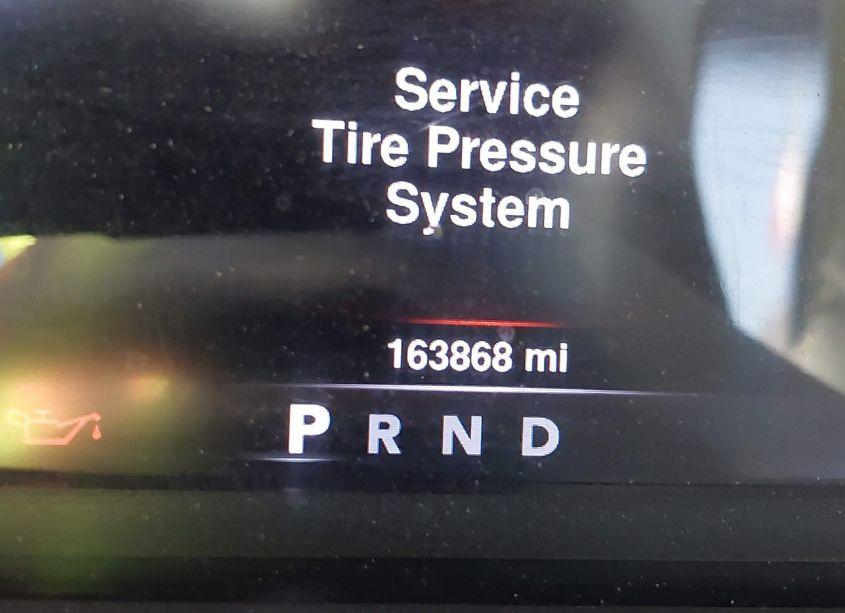 Service
Tire Pressure
System
163868 mi
P R N D